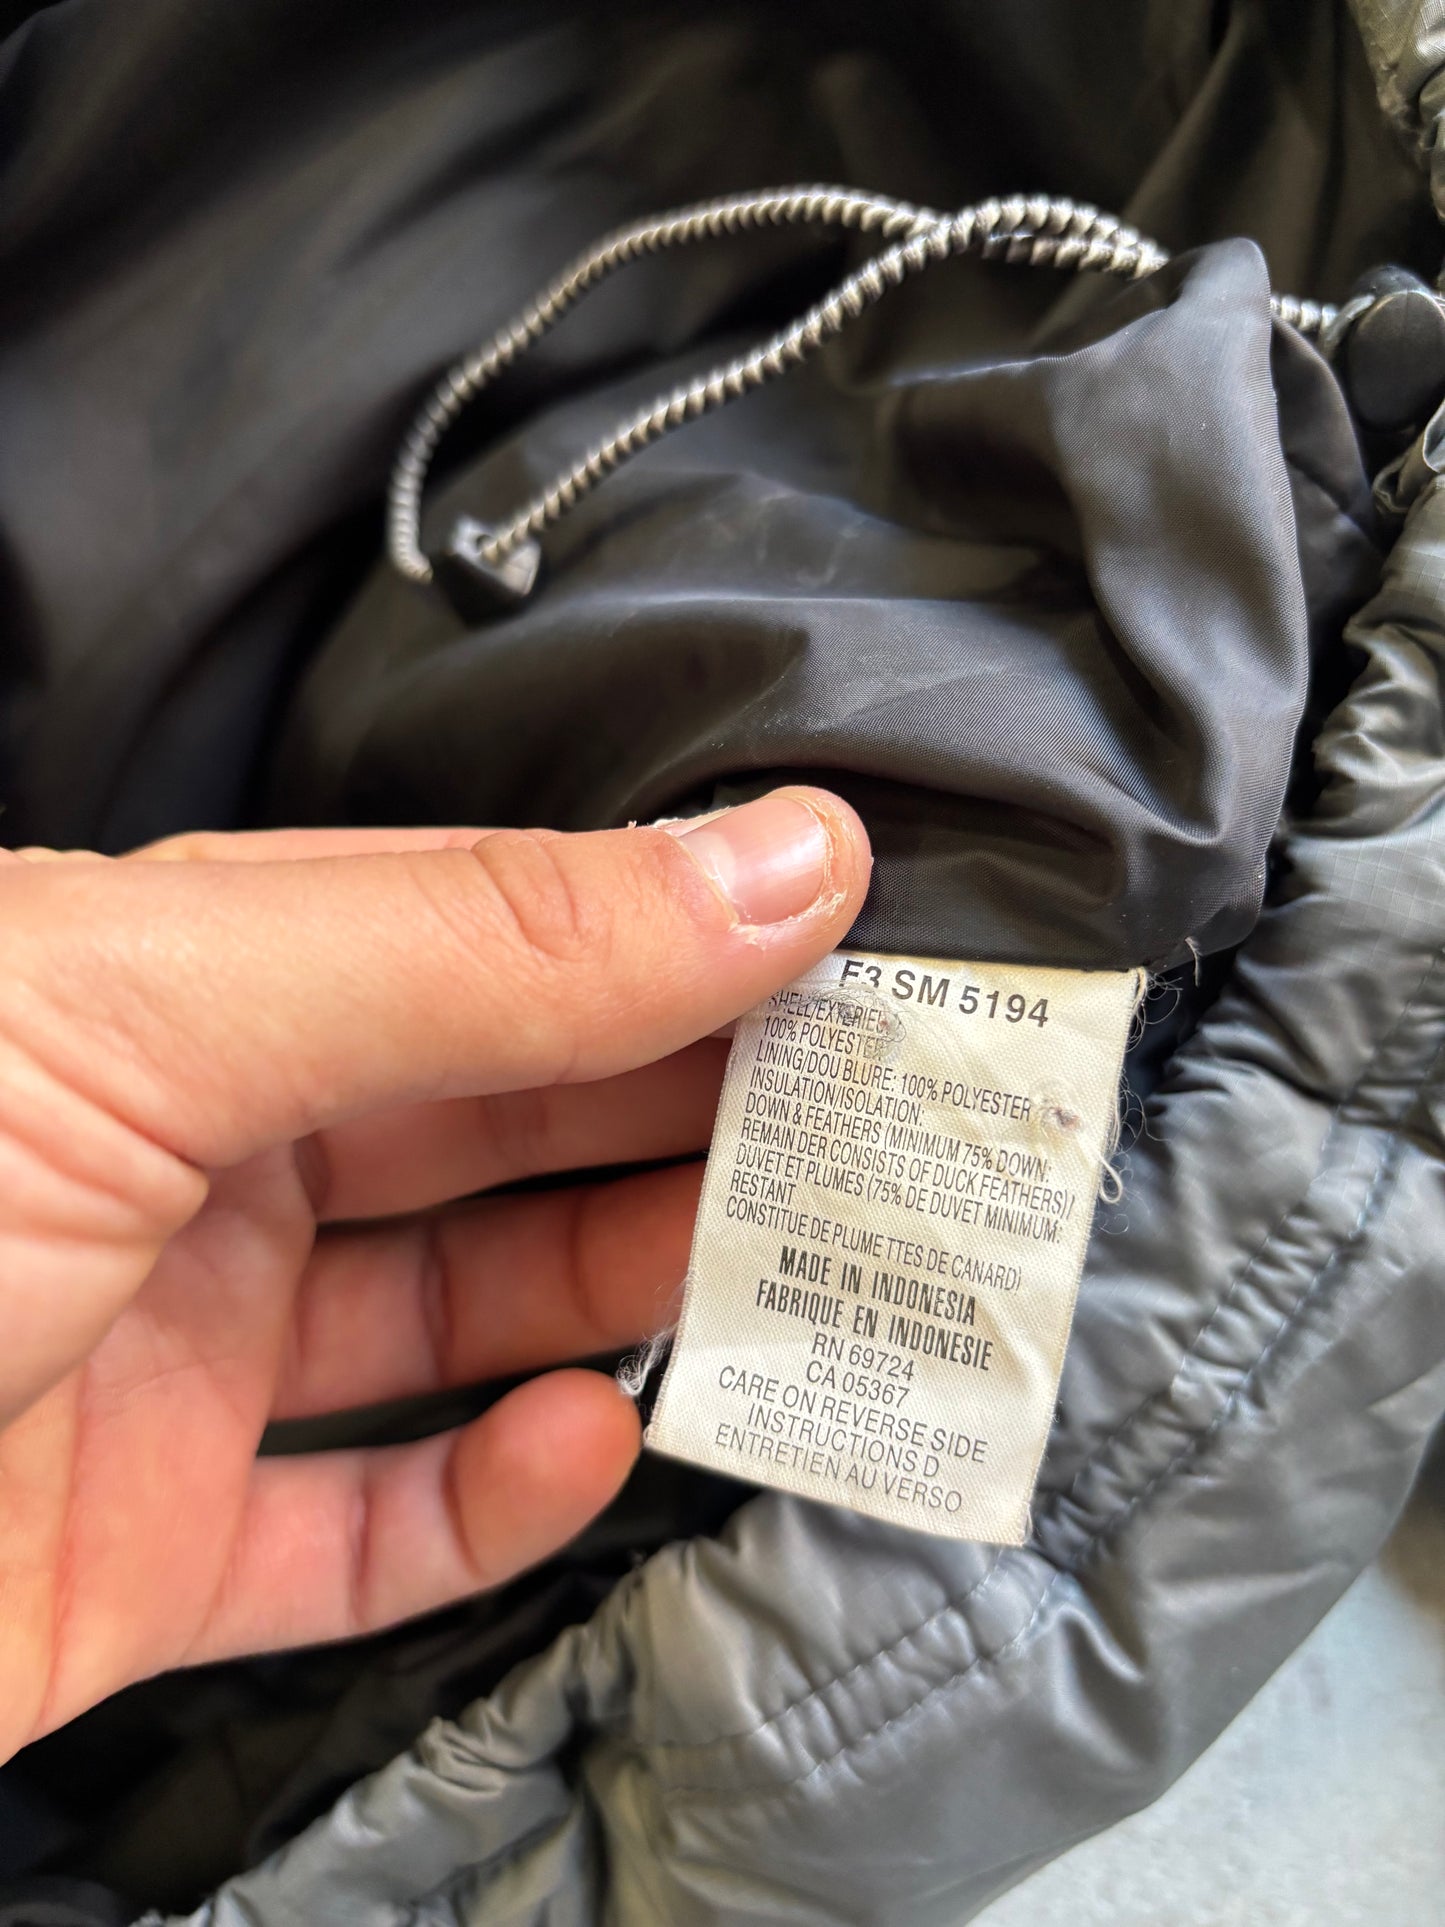 F3 SM 5194
SHELL/EXTERIEUR
100% POLYESTER
LINING/DOUBLURE: 100% POLYESTER
INSULATION/ISOLATION:
DOWN & FEATHERS (MINIMUM 75% DOWN:
REMAIN DER CONSISTS OF DUCK FEATHERS)/
DUVET ET PLUMES (75% DE DUVET MINIMUM:
RESTANT
CONSTITUE DE PLUMETTES DE CANARD)
MADE IN INDONESIA
FABRIQUE EN INDONESIE
RN 69724
CA 05367
CARE ON REVERSE SIDE
INSTRUCTIONS D
ENTRETIEN AU VERSO